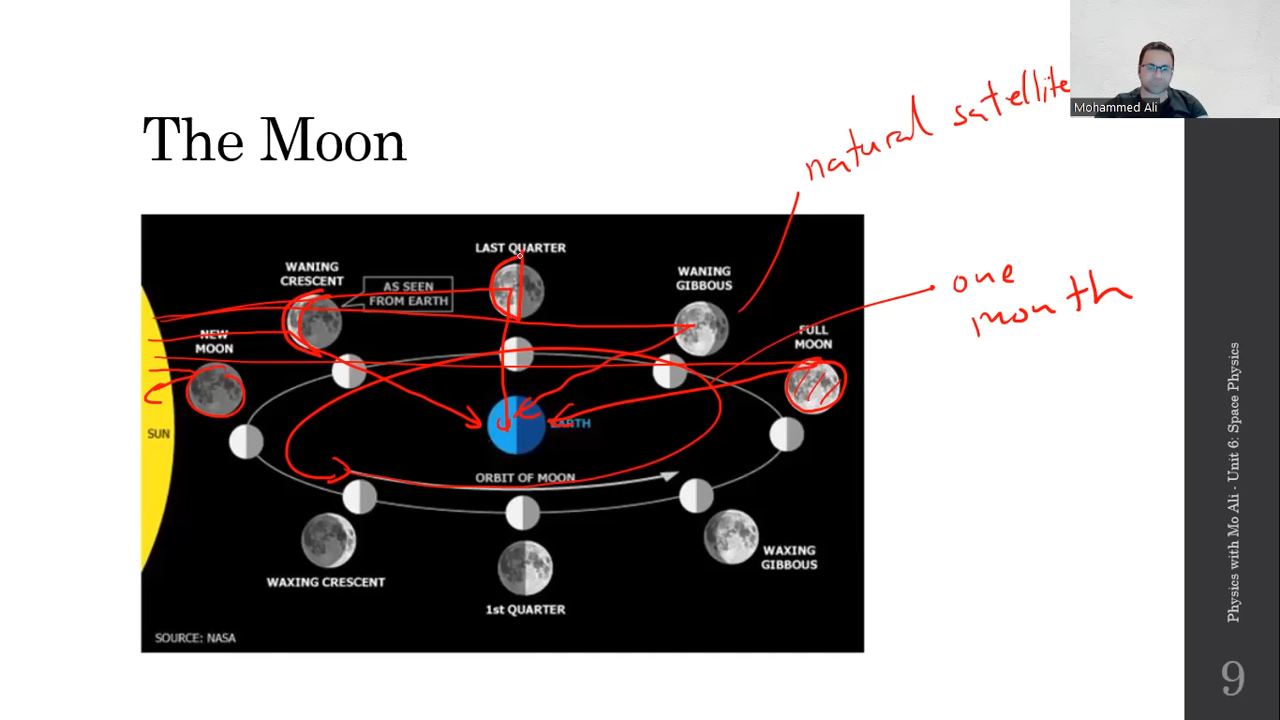 Mohammed Ali
natural satellite
The Moon
LAST QUARTER
WANING
CRESCENT
AS SEEN
FROM EARTH
WANING
GIBBOUS
one
month
NEW
MOON
FULL
MOON
SUN
EARTH
ORBIT OF MOON
WAXING CRESCENT
1st QUARTER
WAXING
GIBBOUS
SOURCE: NASA
Physics with Mo Ali - Unit 6: Space Physics
9